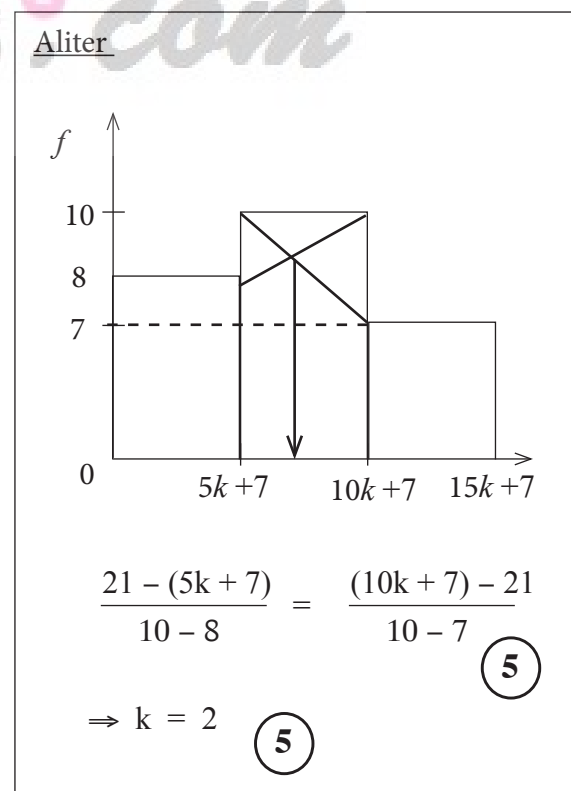 .com
Aliter
f
10
8
7
0
5k +7 10k +7 15k +7
21 – (5k + 7) / 10 – 8 = (10k + 7) – 21 / 10 – 7
5
⇒ k = 2
5